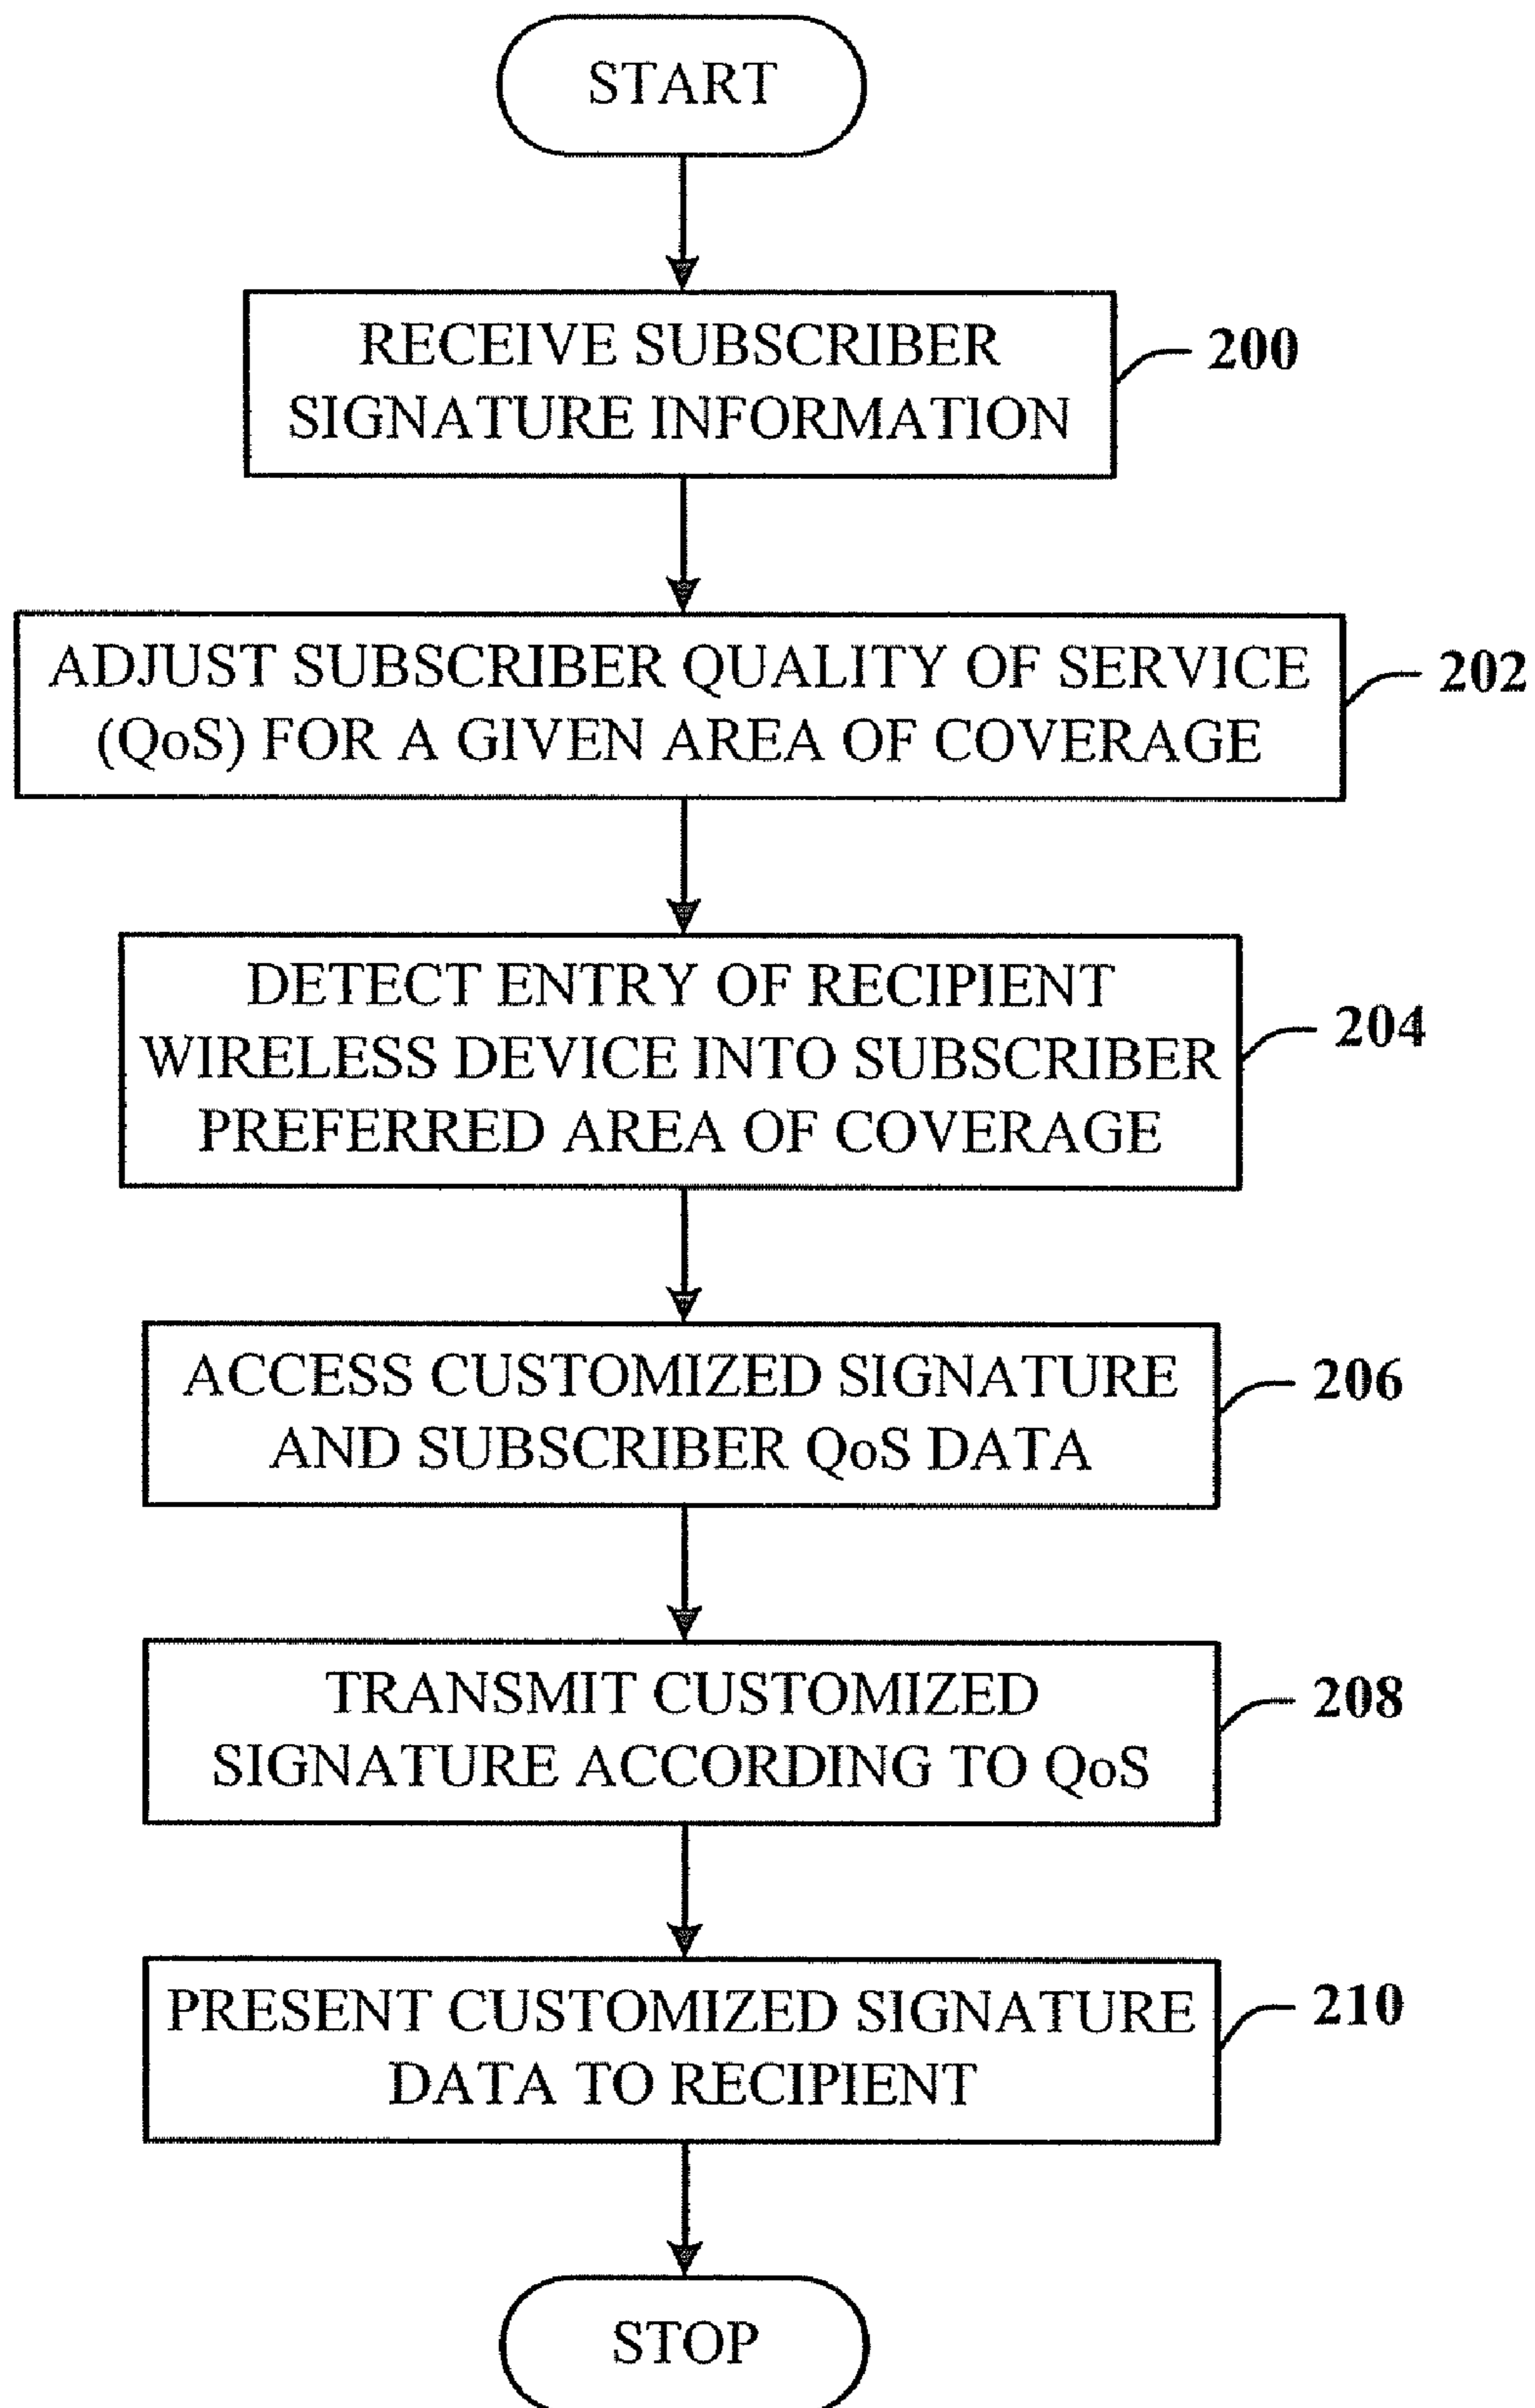 START
RECEIVE SUBSCRIBER
SIGNATURE INFORMATION
200
ADJUST SUBSCRIBER QUALITY OF SERVICE
(QoS) FOR A GIVEN AREA OF COVERAGE
202
DETECT ENTRY OF RECIPIENT
WIRELESS DEVICE INTO SUBSCRIBER
PREFERRED AREA OF COVERAGE
204
ACCESS CUSTOMIZED SIGNATURE
AND SUBSCRIBER QoS DATA
206
TRANSMIT CUSTOMIZED
SIGNATURE ACCORDING TO QoS
208
PRESENT CUSTOMIZED SIGNATURE
DATA TO RECIPIENT
210
STOP